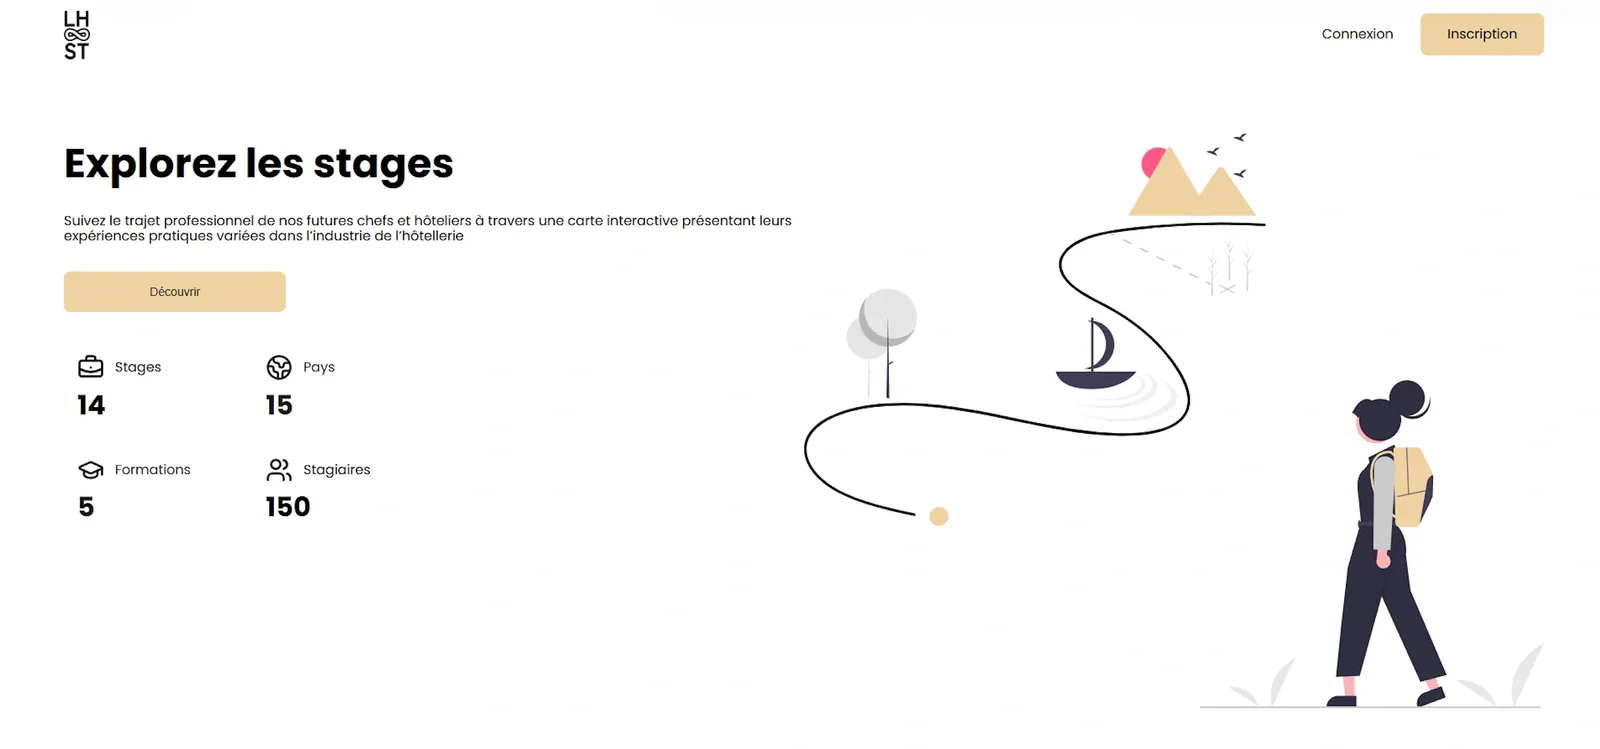 LH
ST
Connexion
Inscription
Explorez les stages
Suivez le trajet professionnel de nos futures chefs et hôteliers à travers une carte interactive présentant leurs
expériences pratiques variées dans l'industrie de l'hôtellerie
Découvrir
Stages
14
Pays
15
Formations
5
Stagiaires
150